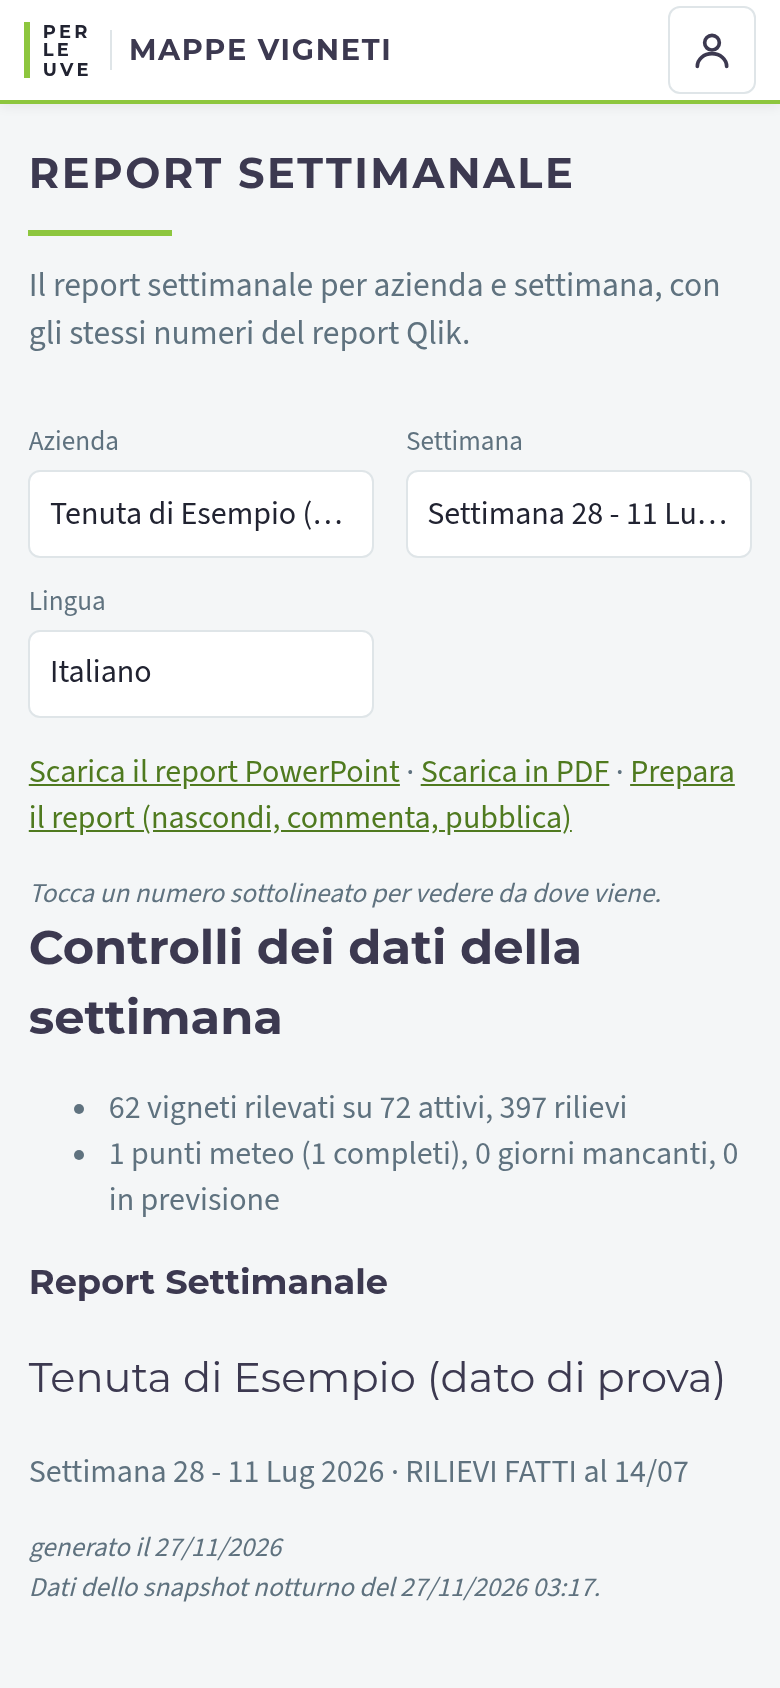 PER
LE
UVE
MAPPE VIGNETI
REPORT SETTIMANALE
Il report settimanale per azienda e settimana, con
gli stessi numeri del report Qlik.
Azienda
Settimana
Tenuta di Esempio (…
Settimana 28 - 11 Lu…
Lingua
Italiano
Scarica il report PowerPoint · Scarica in PDF · Prepara
il report (nascondi, commenta, pubblica)
Tocca un numero sottolineato per vedere da dove viene.
Controlli dei dati della
settimana
• 62 vigneti rilevati su 72 attivi, 397 rilievi
• 1 punti meteo (1 completi), 0 giorni mancanti, 0
in previsione
Report Settimanale
Tenuta di Esempio (dato di prova)
Settimana 28 - 11 Lug 2026 · RILIEVI FATTI al 14/07
generato il 27/11/2026
Dati dello snapshot notturno del 27/11/2026 03:17.